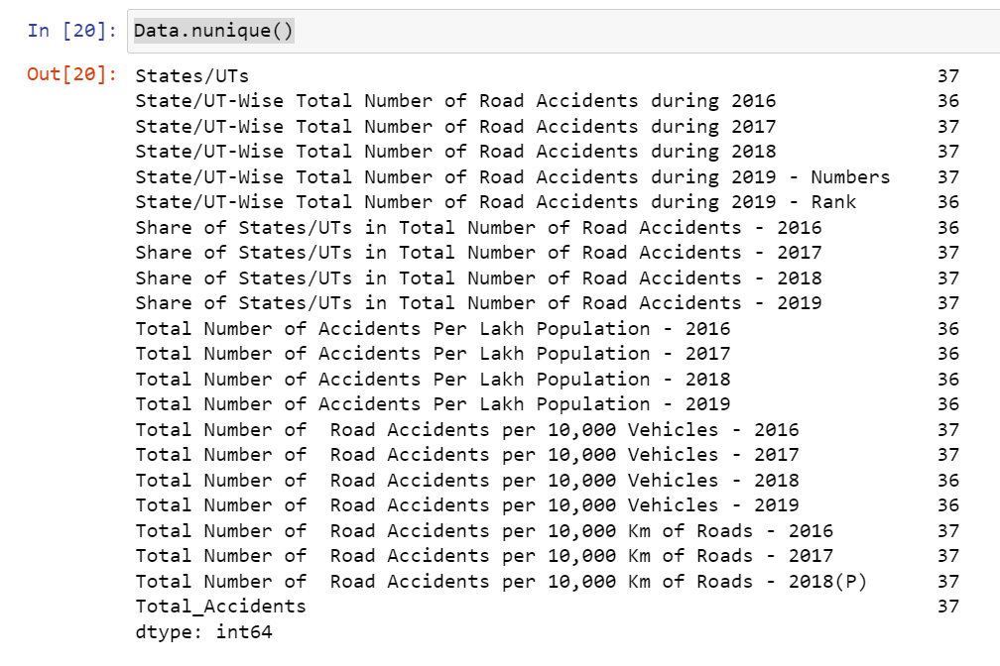 In [20]: Data.nunique()
Out[20]: States/UTs 37
State/UT-Wise Total Number of Road Accidents during 2016 36
State/UT-Wise Total Number of Road Accidents during 2017 37
State/UT-Wise Total Number of Road Accidents during 2018 37
State/UT-Wise Total Number of Road Accidents during 2019 - Numbers 37
State/UT-Wise Total Number of Road Accidents during 2019 - Rank 36
Share of States/UTs in Total Number of Road Accidents - 2016 36
Share of States/UTs in Total Number of Road Accidents - 2017 37
Share of States/UTs in Total Number of Road Accidents - 2018 37
Share of States/UTs in Total Number of Road Accidents - 2019 37
Total Number of Accidents Per Lakh Population - 2016 36
Total Number of Accidents Per Lakh Population - 2017 36
Total Number of Accidents Per Lakh Population - 2018 36
Total Number of Accidents Per Lakh Population - 2019 36
Total Number of  Road Accidents per 10,000 Vehicles - 2016 37
Total Number of  Road Accidents per 10,000 Vehicles - 2017 37
Total Number of  Road Accidents per 10,000 Vehicles - 2018 36
Total Number of  Road Accidents per 10,000 Vehicles - 2019 36
Total Number of  Road Accidents per 10,000 Km of Roads - 2016 37
Total Number of  Road Accidents per 10,000 Km of Roads - 2017 37
Total Number of  Road Accidents per 10,000 Km of Roads - 2018(P) 37
Total_Accidents 37
dtype: int64